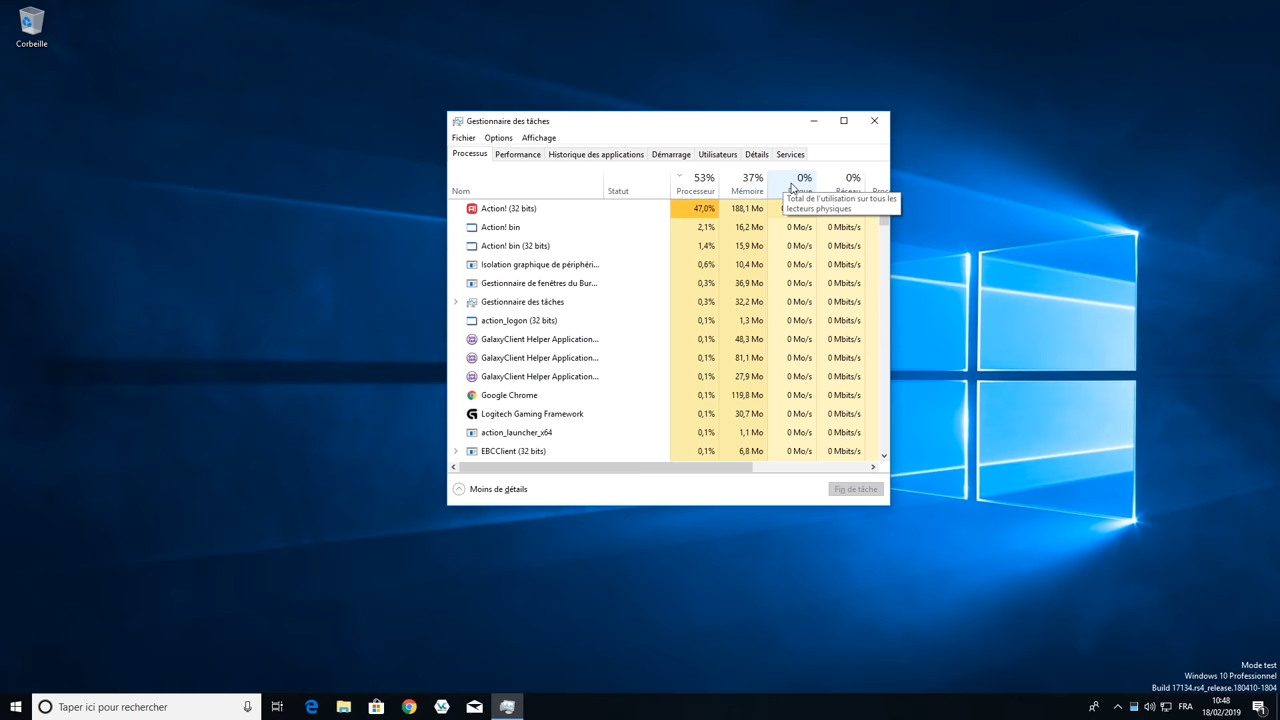 Corbeille
Gestionnaire des tâches
Fichier Options Affichage
Processus Performance Historique des applications Démarrage Utilisateurs Détails Services
53% 37% 0% 0%
Nom Statut Processeur Mémoire Réseau
Total de l'utilisation sur tous les
lecteurs physiques
Action! (32 bits) 47,0% 188,1 Mo
Action! bin 2,1% 16,2 Mo 0 Mo/s 0 Mbits/s
Action! bin (32 bits) 1,4% 15,9 Mo 0 Mo/s 0 Mbits/s
Isolation graphique de périphéri... 0,6% 10,4 Mo 0 Mo/s 0 Mbits/s
Gestionnaire de fenêtres du Bur... 0,3% 36,9 Mo 0 Mo/s 0 Mbits/s
Gestionnaire des tâches 0,3% 32,2 Mo 0 Mo/s 0 Mbits/s
action_logon (32 bits) 0,1% 1,3 Mo 0 Mo/s 0 Mbits/s
GalaxyClient Helper Application... 0,1% 48,3 Mo 0 Mo/s 0 Mbits/s
GalaxyClient Helper Application... 0,1% 81,1 Mo 0 Mo/s 0 Mbits/s
GalaxyClient Helper Application... 0,1% 27,9 Mo 0 Mo/s 0 Mbits/s
Google Chrome 0,1% 119,8 Mo 0 Mo/s 0 Mbits/s
Logitech Gaming Framework 0,1% 30,7 Mo 0 Mo/s 0 Mbits/s
action_launcher_x64 0,1% 1,1 Mo 0 Mo/s 0 Mbits/s
EBCClient (32 bits) 0,1% 6,8 Mo 0 Mo/s 0 Mbits/s
Moins de détails
Fin de tâche
Mode test
Windows 10 Professionnel
Build 17134.rs4_release.180410-1804
Taper ici pour rechercher
FRA
10:48
18/02/2019